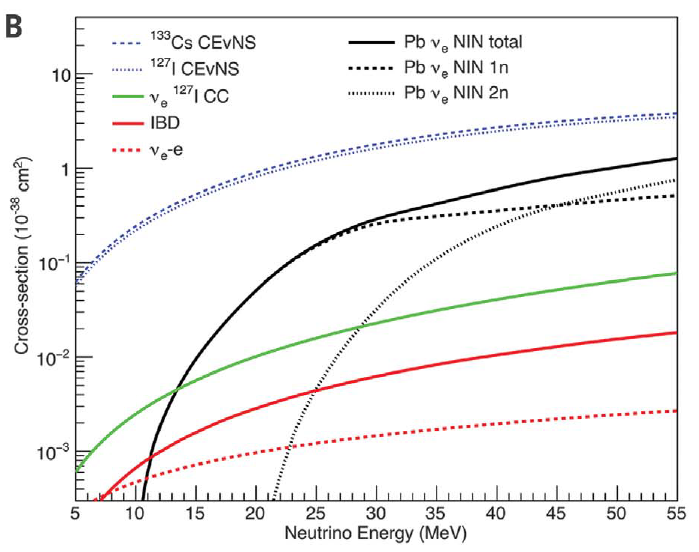 B
¹³³Cs CEvNS
¹²⁷I CEvNS
νₑ ¹²⁷I CC
IBD
νₑ-e
Pb νₑ NIN total
Pb νₑ NIN 1n
Pb νₑ NIN 2n
Cross-section (10⁻³⁸ cm²)
10
1
10⁻¹
10⁻²
10⁻³
5 10 15 20 25 30 35 40 45 50 55
Neutrino Energy (MeV)